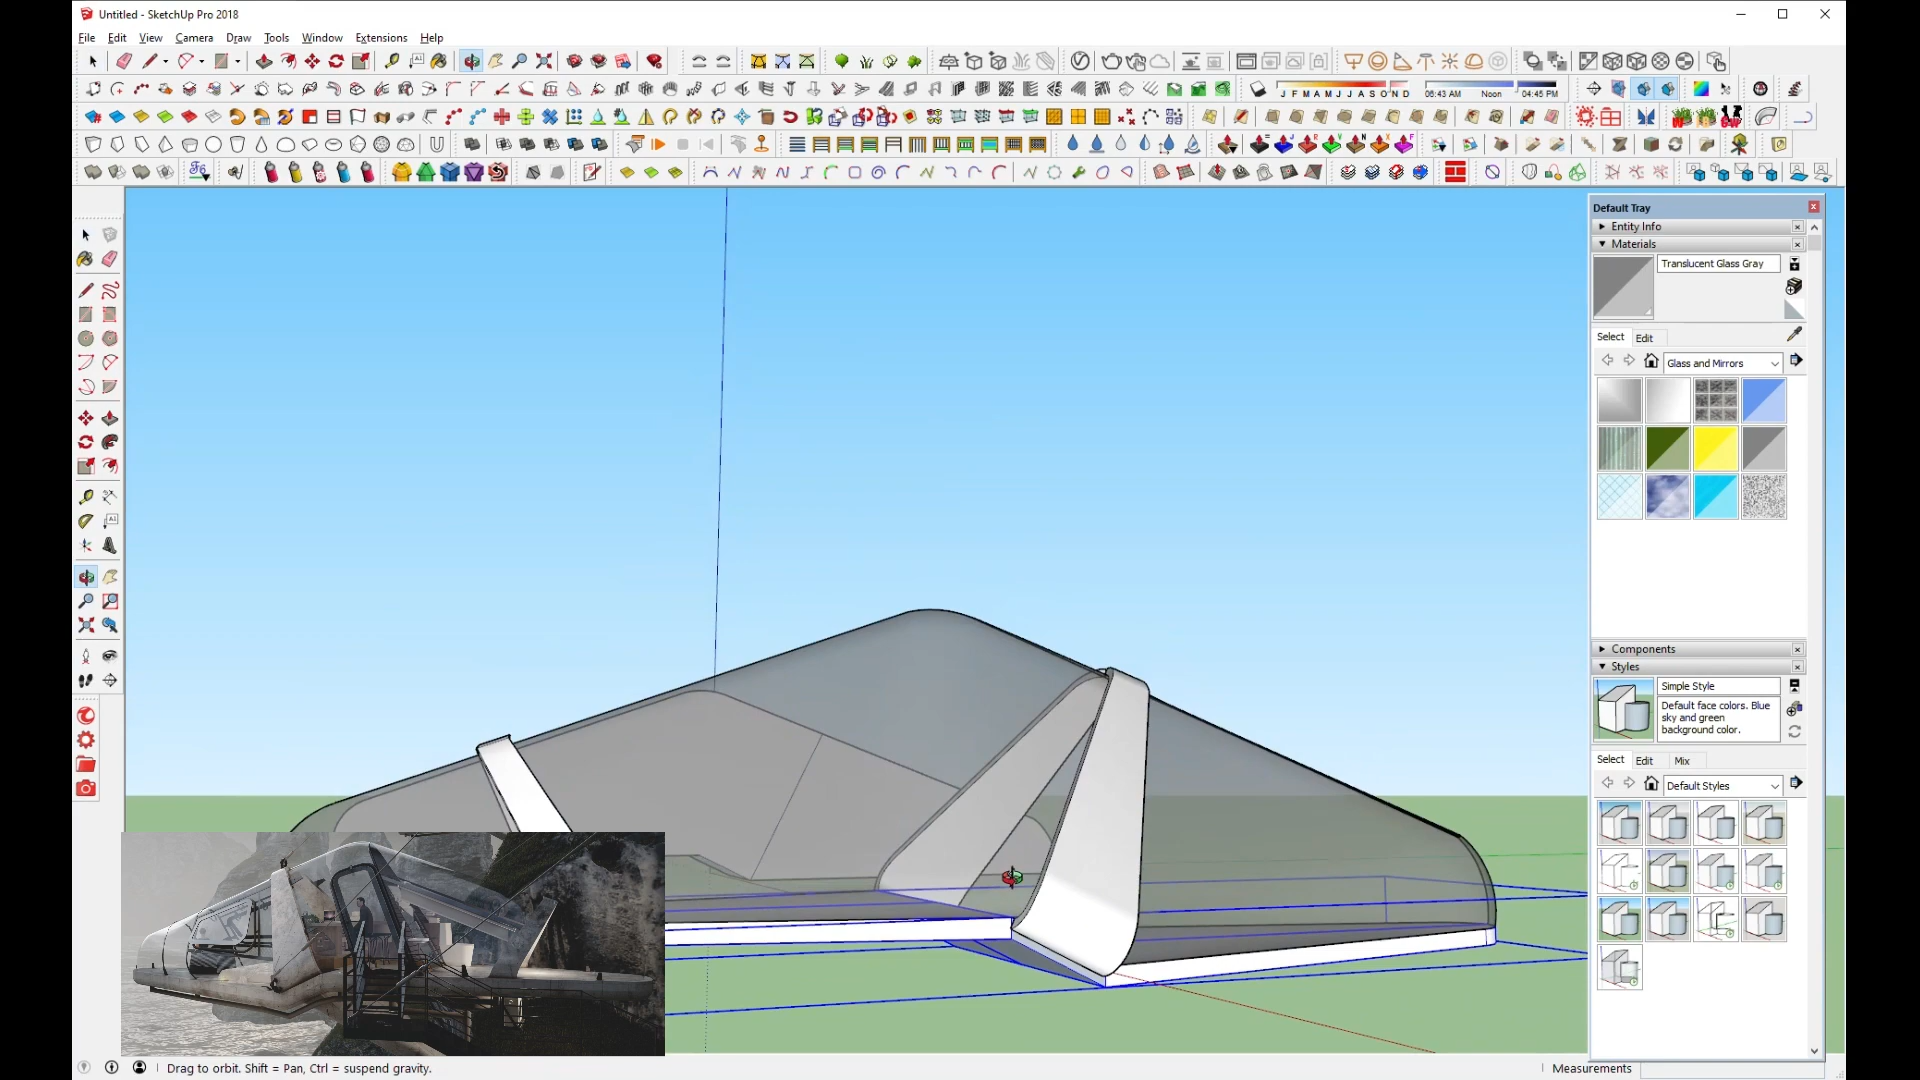 Untitled - SketchUp Pro 2018
File Edit View Camera Draw Tools Window Extensions Help
J F M A M J J A S O N D 06:43 AM Noon 04:45 PM
Default Tray
Entity Info
Materials
Translucent Glass Gray
Select Edit
Glass and Mirrors
Components
Styles
Simple Style
Default face colors. Blue
sky and green
background color.
Select Edit Mix
Default Styles
Drag to orbit. Shift = Pan, Ctrl = suspend gravity.
Measurements